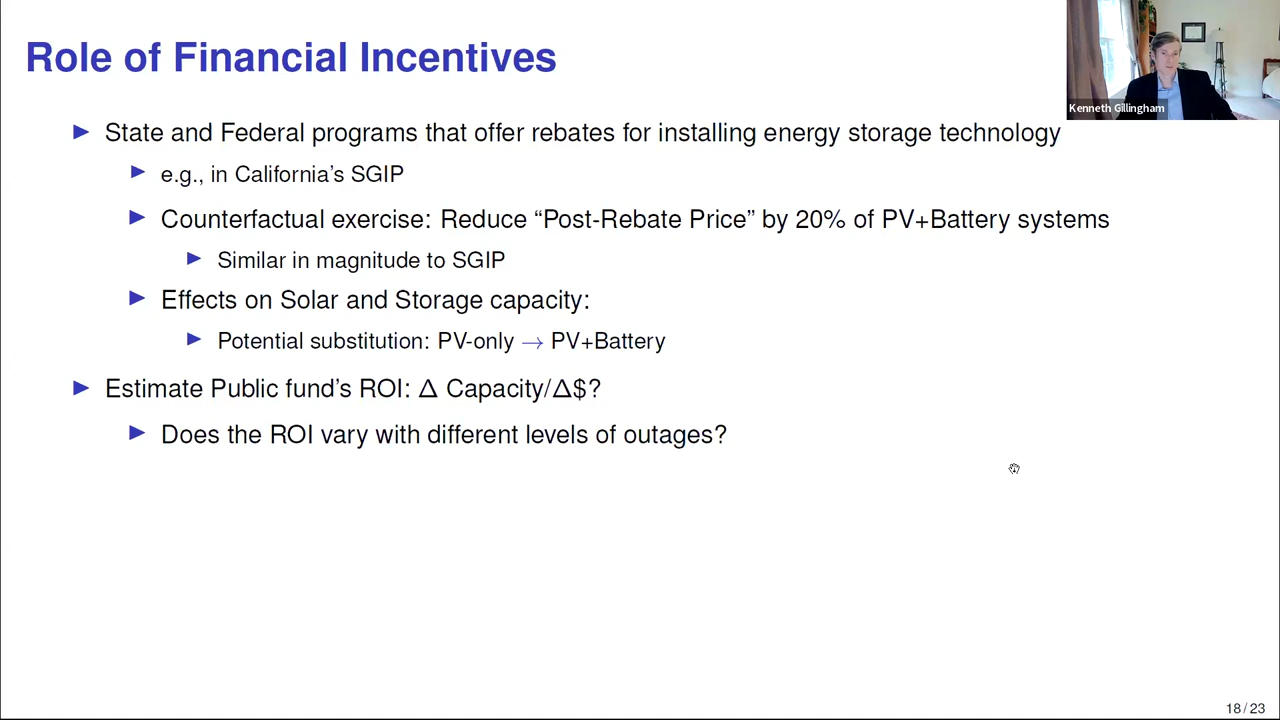 Role of Financial Incentives
Kenneth Gillingham
State and Federal programs that offer rebates for installing energy storage technology
e.g., in California's SGIP
Counterfactual exercise: Reduce “Post-Rebate Price” by 20% of PV+Battery systems
Similar in magnitude to SGIP
Effects on Solar and Storage capacity:
Potential substitution: PV-only → PV+Battery
Estimate Public fund's ROI: Δ Capacity/Δ$?
Does the ROI vary with different levels of outages?
18 / 23